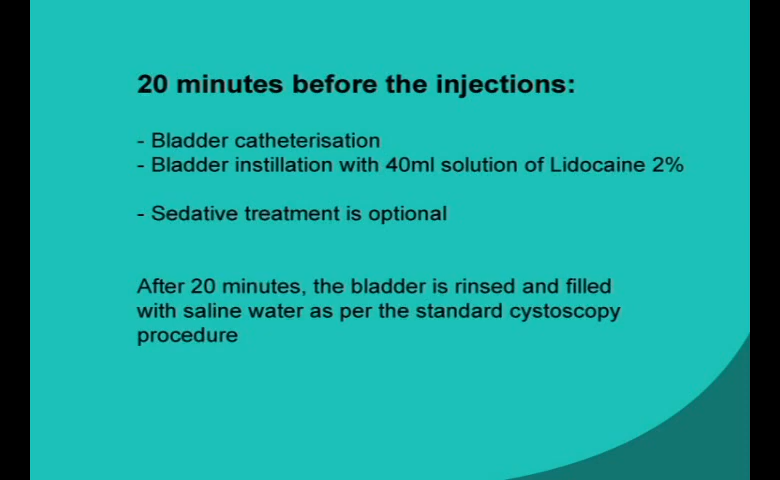 20 minutes before the injections:
- Bladder catheterisation
- Bladder instillation with 40ml solution of Lidocaine 2%
- Sedative treatment is optional
After 20 minutes, the bladder is rinsed and filled
with saline water as per the standard cystoscopy
procedure